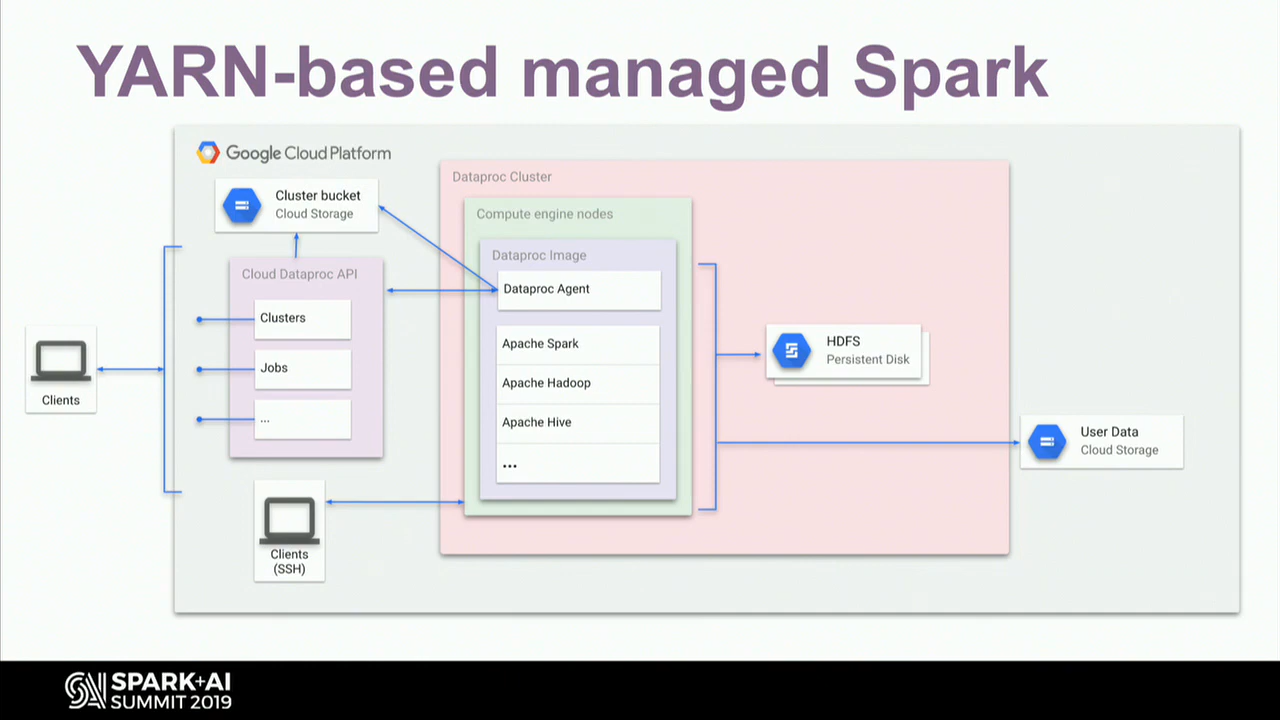 YARN-based managed Spark
Google Cloud Platform
Cluster bucket
Cloud Storage
Cloud Dataproc API
Clusters
Jobs
...
Clients
Clients
(SSH)
Dataproc Cluster
Compute engine nodes
Dataproc Image
Dataproc Agent
Apache Spark
Apache Hadoop
Apache Hive
...
HDFS
Persistent Disk
User Data
Cloud Storage
SPARK+AI
SUMMIT 2019